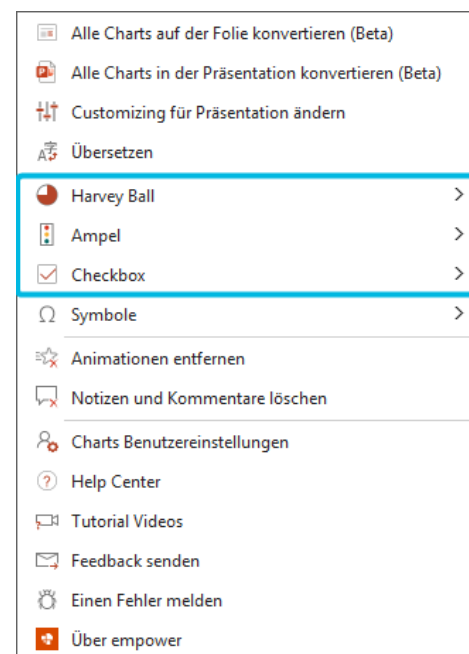 Alle Charts auf der Folie konvertieren (Beta)
Alle Charts in der Präsentation konvertieren (Beta)
Customizing für Präsentation ändern
Übersetzen
Harvey Ball
Ampel
Checkbox
Symbole
Animationen entfernen
Notizen und Kommentare löschen
Charts Benutzereinstellungen
Help Center
Tutorial Videos
Feedback senden
Einen Fehler melden
Über empower